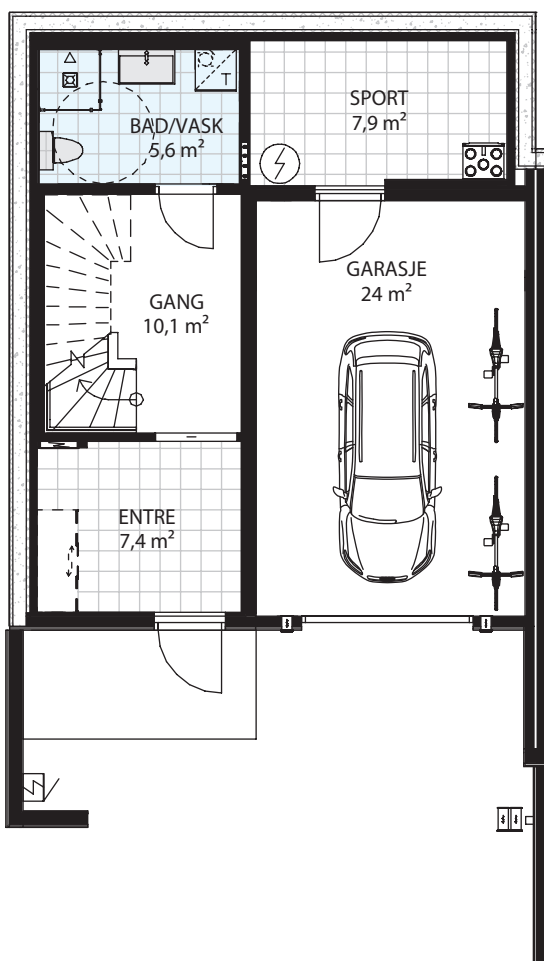 SPORT
7,9 m²
T
BAD/VASK
5,6 m²
GARASJE
24 m²
GANG
10,1 m²
ENTRE
7,4 m²